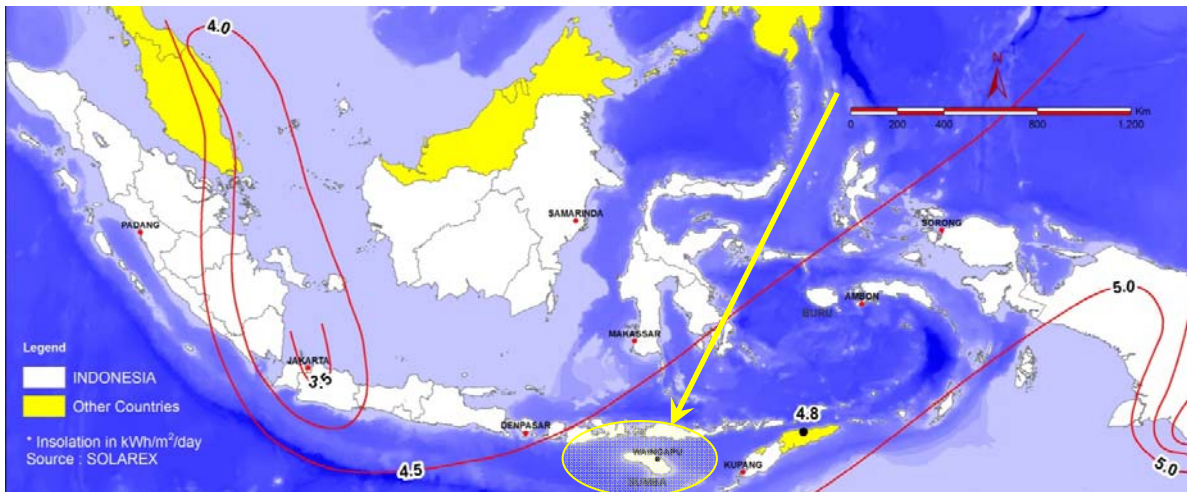 4.0
N
Km
0 200 400 800 1,200
SAMARINDA
PADANG
SORONG
5.0
AMBON
BURU
MAKASSAR
Legend
INDONESIA
Other Countries
* Insolation in kWh/m²/day
Source : SOLAREX
JAKARTA
3.5
4.8
DENPASAR
WAINGAPU
KUPANG
4.5
SUMBA
5.0